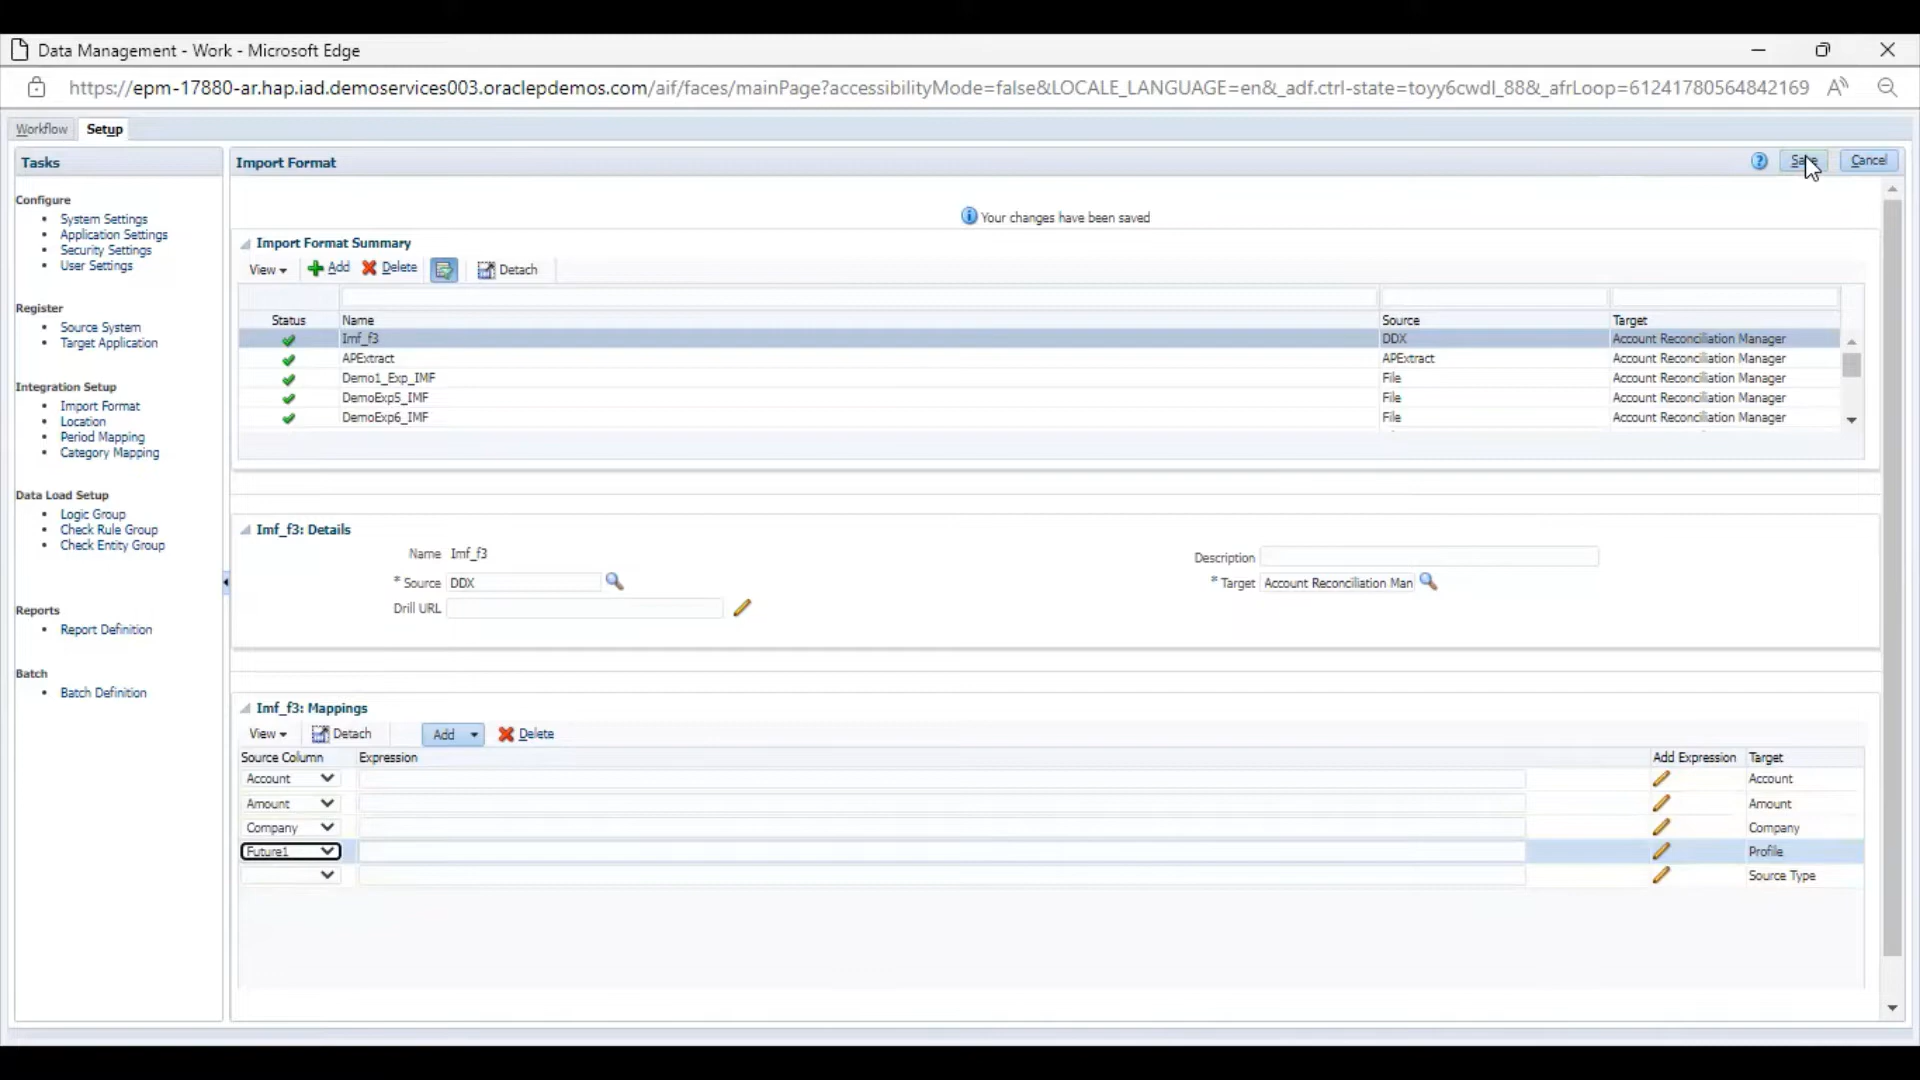 Data Management - Work - Microsoft Edge
https://epm-17880-ar.hap.iad.demoservices003.oraclepdemos.com/aif/faces/mainPage?accessibilityMode=false&LOCALE_LANGUAGE=en&_adf.ctrl-state=toyy6cwdl_88&_afrLoop=61241780564842169
Workflow Setup
Tasks
Configure
System Settings
Application Settings
Security Settings
User Settings
Register
Source System
Target Application
Integration Setup
Import Format
Location
Period Mapping
Category Mapping
Data Load Setup
Logic Group
Check Rule Group
Check Entity Group
Reports
Report Definition
Batch
Batch Definition
Import Format Save Cancel
Your changes have been saved
Import Format Summary
View Add Delete Detach
Status Name Source Target
Imf_f3 DDX Account Reconciliation Manager
APExtract APExtract Account Reconciliation Manager
Demo1_Exp_IMF File Account Reconciliation Manager
DemoExp5_IMF File Account Reconciliation Manager
DemoExp6_IMF File Account Reconciliation Manager
Imf_f3: Details
Name Imf_f3 Description
* Source DDX * Target Account Reconciliation Man
Drill URL
Imf_f3: Mappings
View Detach Add Delete
Source Column Expression Add Expression Target
Account Account
Amount Amount
Company Company
Future1 Profile
Source Type